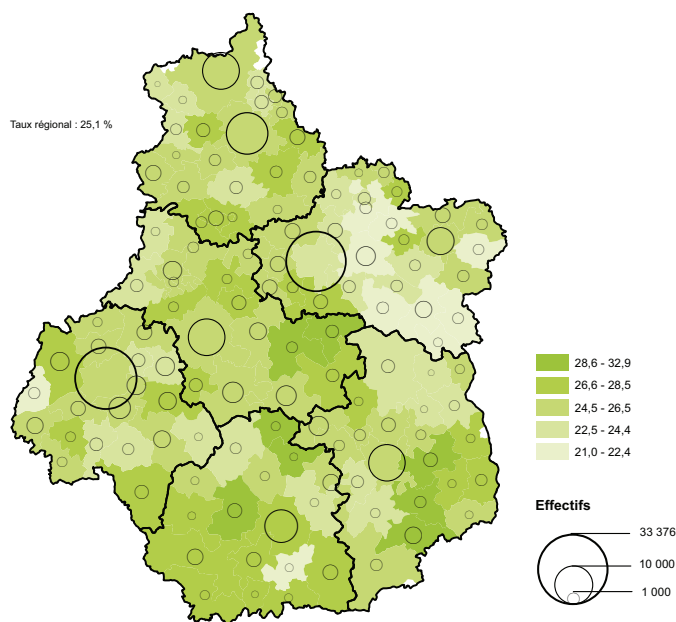 Taux régional : 25,1 %
28,6 - 32,9
26,6 - 28,5
24,5 - 26,5
22,5 - 24,4
21,0 - 22,4
Effectifs
33 376
10 000
1 000